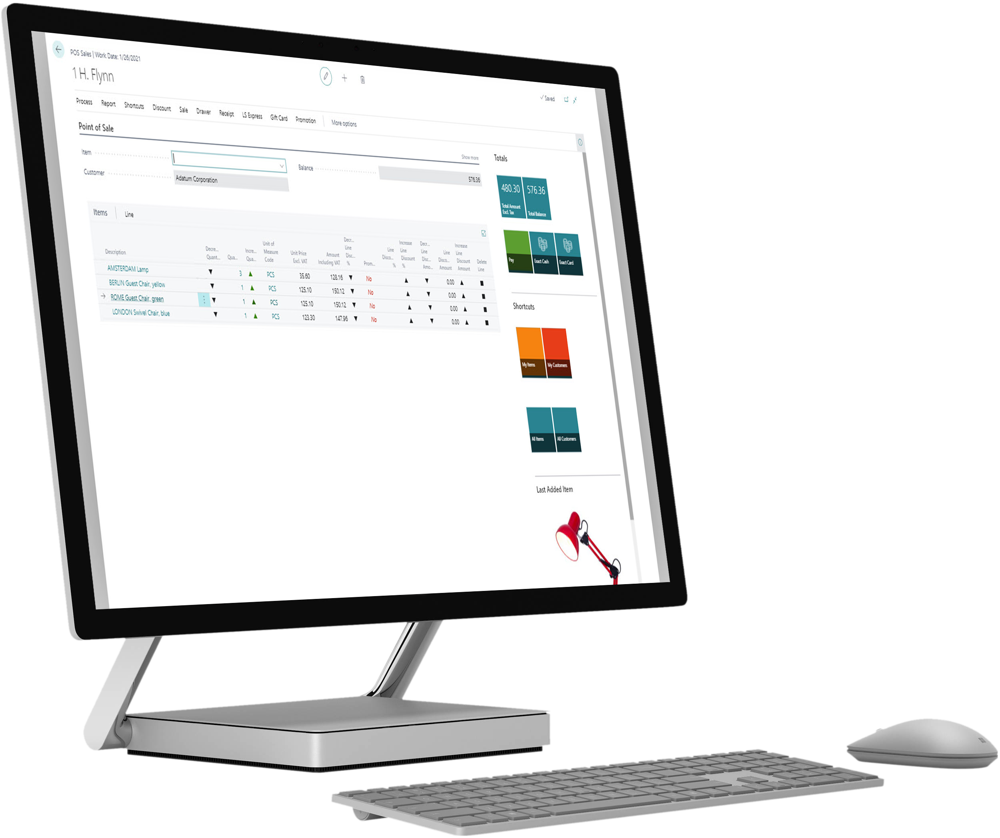 POS Sales | Work Date: 1/26/2021
1 H. Flynn
✓ Saved
Process Report Shortcuts Discount Sale Drawer Receipt LS Express Gift Card Promotion More options
Point of Sale
Show more
Item
Customer Adatum Corporation
Balance 576.36
Items Line
Description
Decre... Quant...
Qua...
Incre... Qua...
Unit of Measure Code
Unit Price Excl. VAT
Amount Including VAT
Decr... Line Disc... %
Prom...
Line Disco... %
Increase Line Discount %
Decr... Line Disc... Amo...
Line Disco... Amount
Increase Line Discount Amount
Delete Line
AMSTERDAM Lamp ▼ 3 ▲ PCS 35.60 128.16 ▼ No ▲ ▼ 0.00 ▲ ■
BERLIN Guest Chair, yellow ▼ 1 ▲ PCS 125.10 150.12 ▼ No ▲ ▼ 0.00 ▲ ■
→ ROME Guest Chair, green ▼ 1 ▲ PCS 125.10 150.12 ▼ No ▲ ▼ 0.00 ▲ ■
LONDON Swivel Chair, blue ▼ 1 ▲ PCS 123.30 147.96 ▼ No ▲ ▼ 0.00 ▲ ■
Totals
480.30
Total Amount
Excl. Tax
576.36
Total Balance
Pay
Exact Cash
Exact Card
Shortcuts
My Items
My Customers
All Items
All Customers
Last Added Item